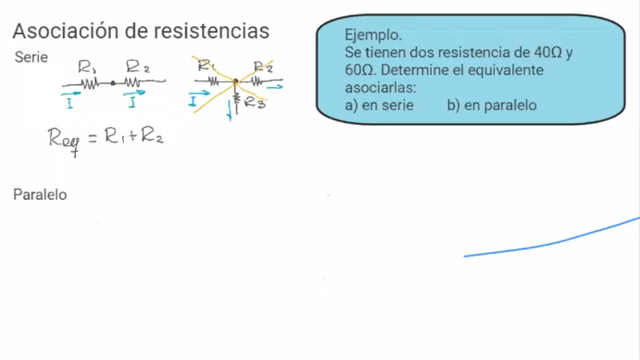 Asociación de resistencias
Serie
R₁ R₂
I I
R₁ R₂
I R₃
Req = R₁ + R₂
Paralelo
Ejemplo.
Se tienen dos resistencia de 40Ω y
60Ω. Determine el equivalente
asociarlas:
a) en serie b) en paralelo